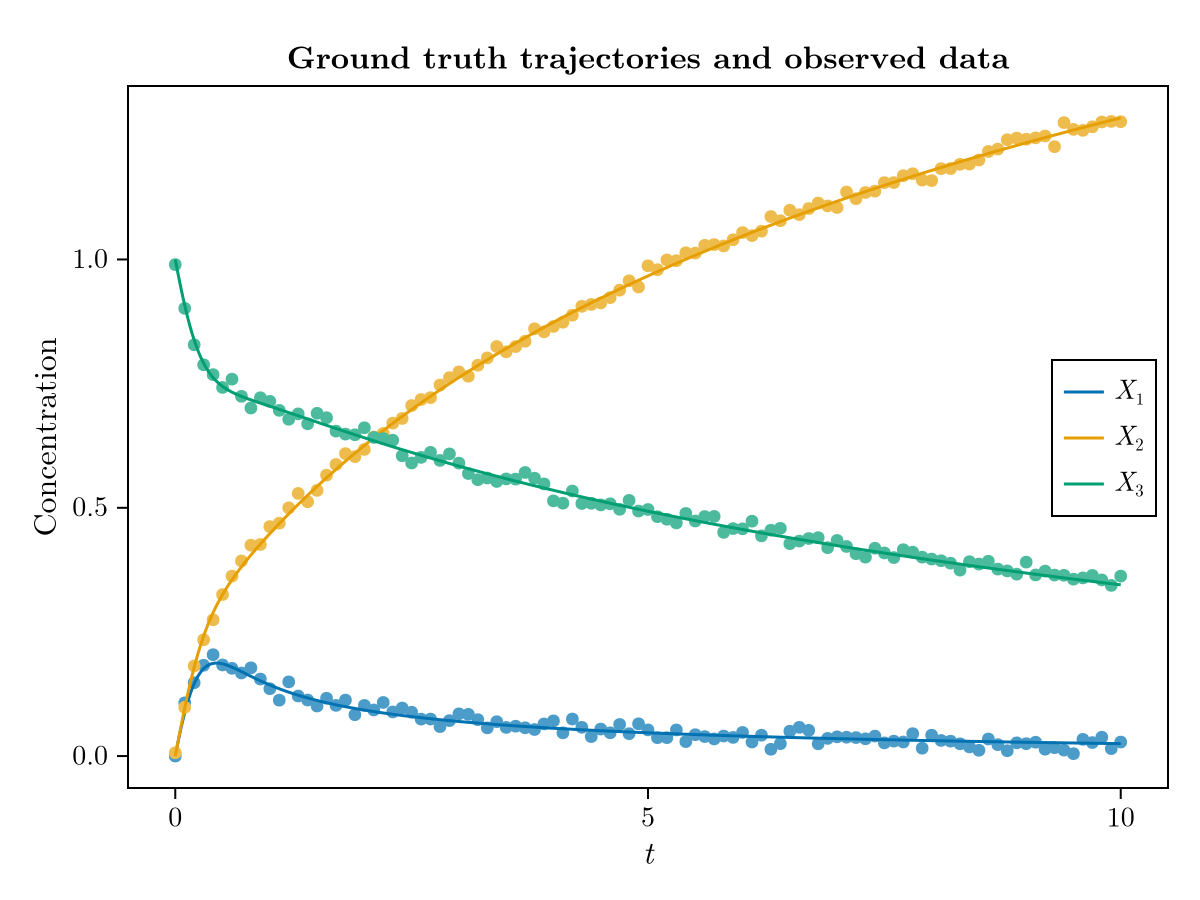 Ground truth trajectories and observed data
Concentration
1.0
0.5
0.0
0 5 10
t
X₁
X₂
X₃